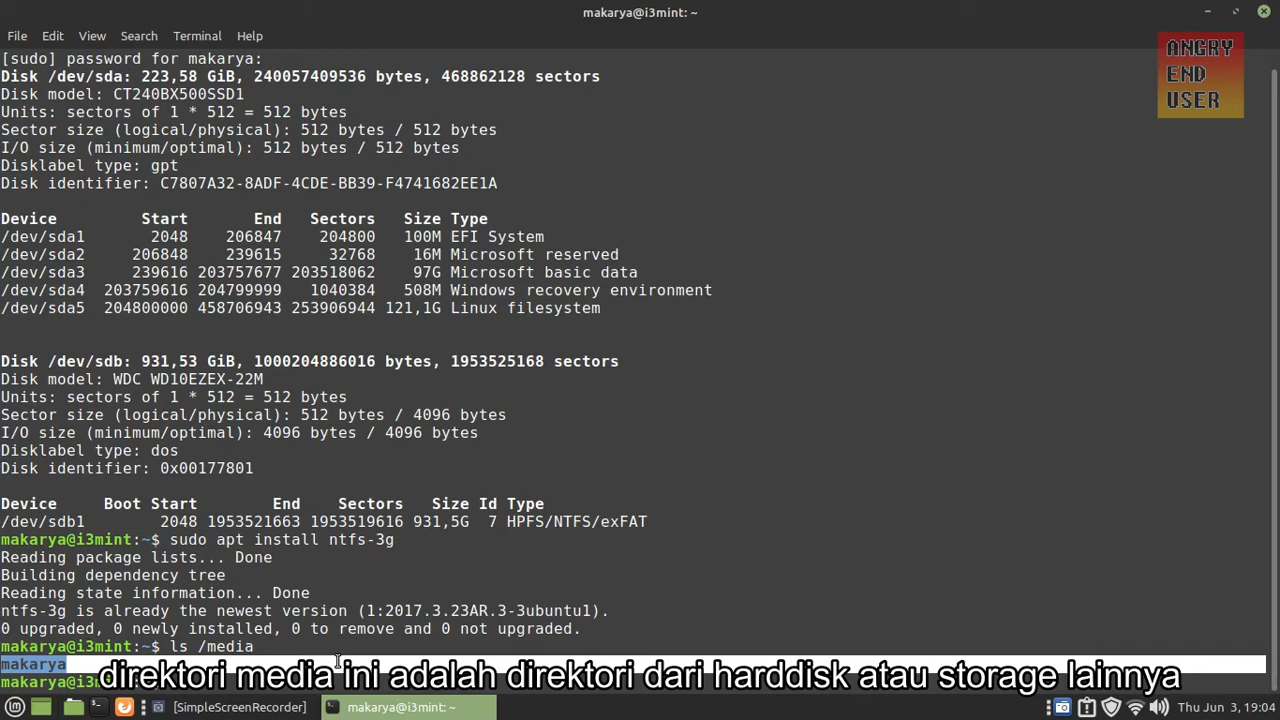 makarya@i3mint: ~
File Edit View Search Terminal Help
ANGRY
END
USER
[sudo] password for makarya:
Disk /dev/sda: 223,58 GiB, 240057409536 bytes, 468862128 sectors
Disk model: CT240BX500SSD1
Units: sectors of 1 * 512 = 512 bytes
Sector size (logical/physical): 512 bytes / 512 bytes
I/O size (minimum/optimal): 512 bytes / 512 bytes
Disklabel type: gpt
Disk identifier: C7807A32-8ADF-4CDE-BB39-F4741682EE1A
Device Start End Sectors Size Type
/dev/sda1 2048 206847 204800 100M EFI System
/dev/sda2 206848 239615 32768 16M Microsoft reserved
/dev/sda3 239616 203757677 203518062 97G Microsoft basic data
/dev/sda4 203759616 204799999 1040384 508M Windows recovery environment
/dev/sda5 204800000 458706943 253906944 121,1G Linux filesystem
Disk /dev/sdb: 931,53 GiB, 1000204886016 bytes, 1953525168 sectors
Disk model: WDC WD10EZEX-22M
Units: sectors of 1 * 512 = 512 bytes
Sector size (logical/physical): 512 bytes / 4096 bytes
I/O size (minimum/optimal): 4096 bytes / 4096 bytes
Disklabel type: dos
Disk identifier: 0x00177801
Device Boot Start End Sectors Size Id Type
/dev/sdb1 2048 1953521663 1953519616 931,5G 7 HPFS/NTFS/exFAT
makarya@i3mint:~$ sudo apt install ntfs-3g
Reading package lists... Done
Building dependency tree
Reading state information... Done
ntfs-3g is already the newest version (1:2017.3.23AR.3-3ubuntu1).
0 upgraded, 0 newly installed, 0 to remove and 0 not upgraded.
makarya@i3mint:~$ ls /media
makarya
direktori media ini adalah direktori dari harddisk atau storage lainnya
[SimpleScreenRecorder] makarya@i3mint: ~ Thu Jun 3, 19:04